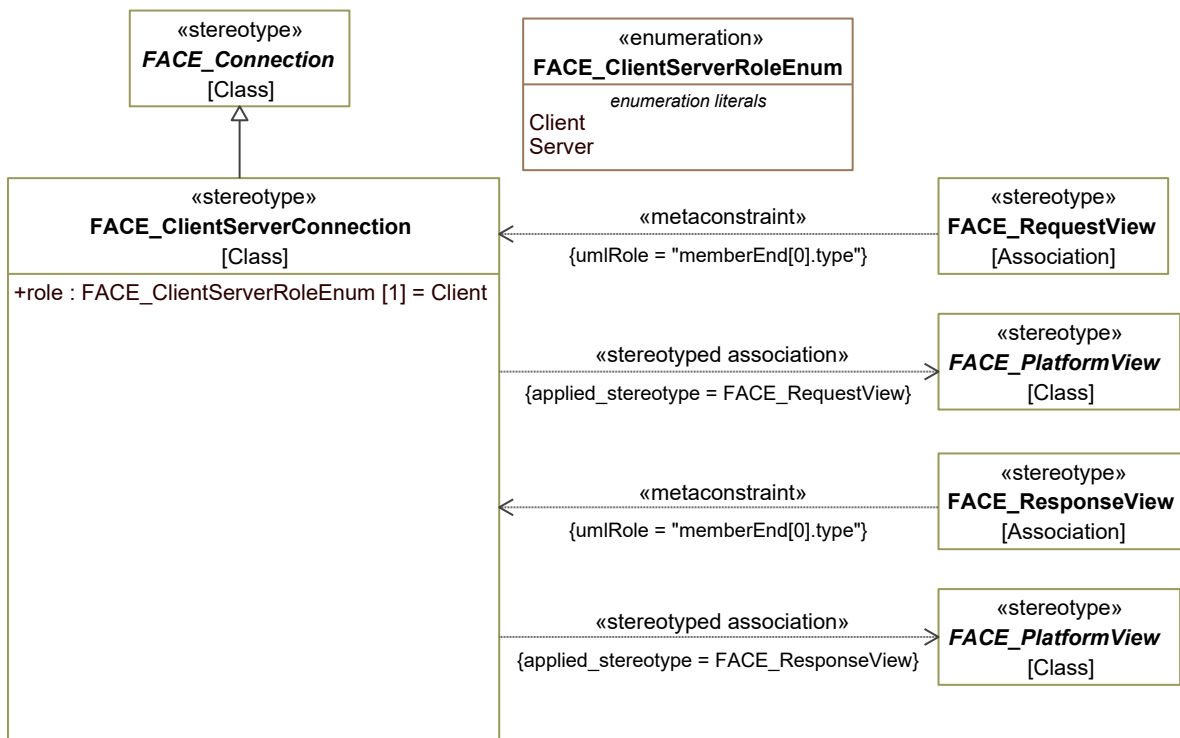 «stereotype»
FACE_Connection
[Class]
«enumeration»
FACE_ClientServerRoleEnum
enumeration literals
Client
Server
«stereotype»
FACE_ClientServerConnection
[Class]
+role : FACE_ClientServerRoleEnum [1] = Client
«metaconstraint»
{umlRole = "memberEnd[0].type"}
«stereotype»
FACE_RequestView
[Association]
«stereotyped association»
{applied_stereotype = FACE_RequestView}
«stereotype»
FACE_PlatformView
[Class]
«metaconstraint»
{umlRole = "memberEnd[0].type"}
«stereotype»
FACE_ResponseView
[Association]
«stereotyped association»
{applied_stereotype = FACE_ResponseView}
«stereotype»
FACE_PlatformView
[Class]